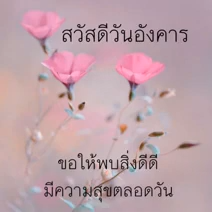 สวัสดีวันอังคาร
ขอให้พบสิ่งดีดี
มีความสุขตลอดวัน